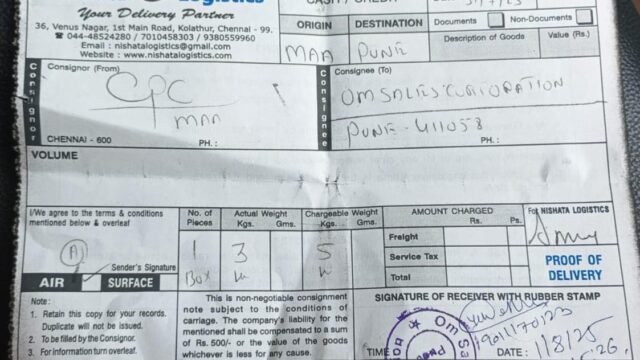 Logistics
Your Delivery Partner
36, Venus Nagar, 1st Main Road, Kolathur, Chennai - 99.
☎ 044-48524280 / 7010458303 / 9380559960
Email : nishatalogistics@gmail.com
Website : www.nishatalogistics.com
ORIGIN DESTINATION
MAA PUNE
Documents Non-Documents
Description of Goods Value (Rs.)
Consignor
Consignor (From)
CPC
MAA
CHENNAI - 600 PH. :
Consignee
Consignee (To)
OM SALES
PUNE - 411058
PH. :
VOLUME
I/We agree to the terms & conditions
mentioned below & overleaf
A
Sender's Signature
AIR SURFACE
No. of Pieces
1
Box
Actual Weight
Kgs. Gms.
3
Chargeable Weight
Kgs. Gms.
5
AMOUNT CHARGED
Rs. Ps.
Freight
Service Tax
Total
For NISHATA LOGISTICS
PROOF OF
DELIVERY
Note :
1. Retain this copy for your records.
Duplicate will not be issued.
2. To be filled by the Consignor.
3. For information turn overleaf.
This is non-negotiable consignment
note subject to the conditions of
carriage. The company's liability for the
mentioned shall be compensated to a sum
of Rs. 500/- or the value of the goods
whichever is less for any cause.
SIGNATURE OF RECEIVER WITH RUBBER STAMP
Om Sa
TIME
DATE : 1/8/25